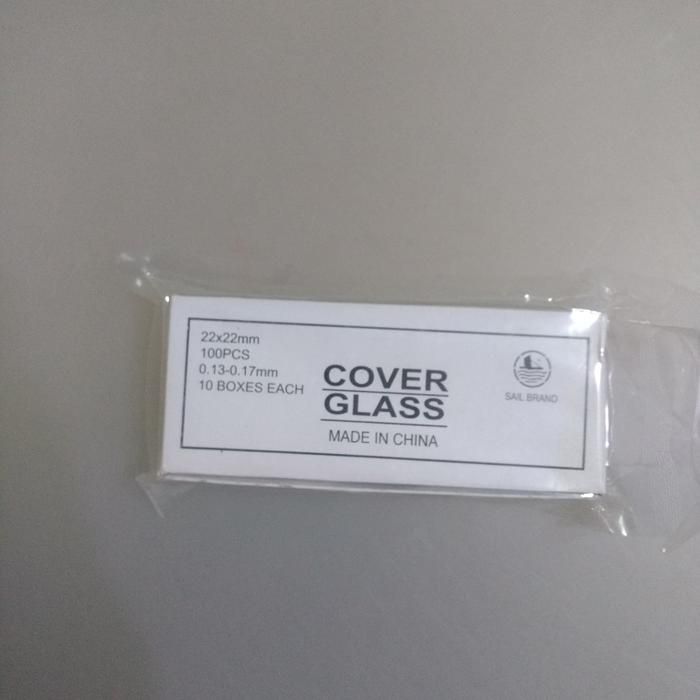 22x22mm
100PCS
0.13-0.17mm
10 BOXES EACH
COVER
GLASS
MADE IN CHINA
SAIL BRAND